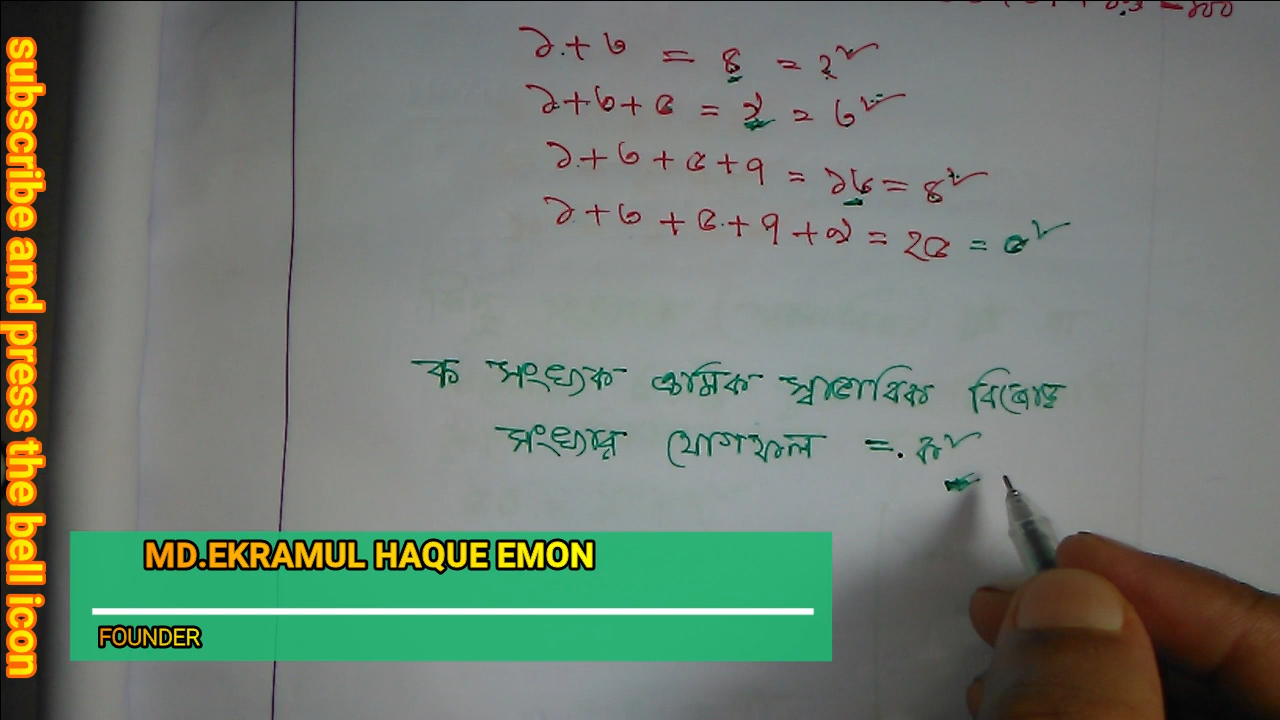 = ১০০
১+৩ = ৪ = ২²
১+৩+৫ = ৯ = ৩²
১+৩+৫+৭ = ১৬ = ৪²
১+৩+৫+৭+৯ = ২৫ = ৫²
ক সংখ্যক ক্রমিক স্বাভাবিক বিজোড়
সংখ্যার যোগফল = ক²
MD.EKRAMUL HAQUE EMON
FOUNDER
subscribe and press the bell icon